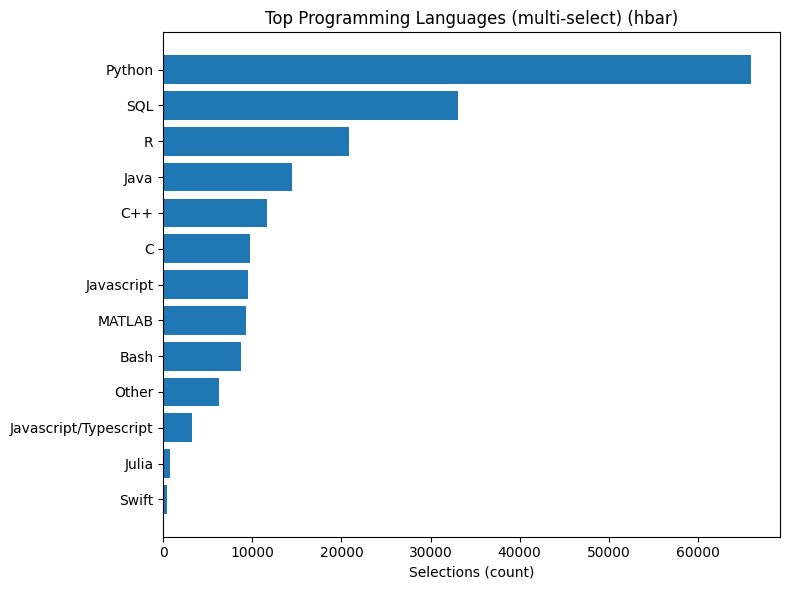 Top Programming Languages (multi-select) (hbar)
Python
SQL
R
Java
C++
C
Javascript
MATLAB
Bash
Other
Javascript/Typescript
Julia
Swift
0 10000 20000 30000 40000 50000 60000
Selections (count)